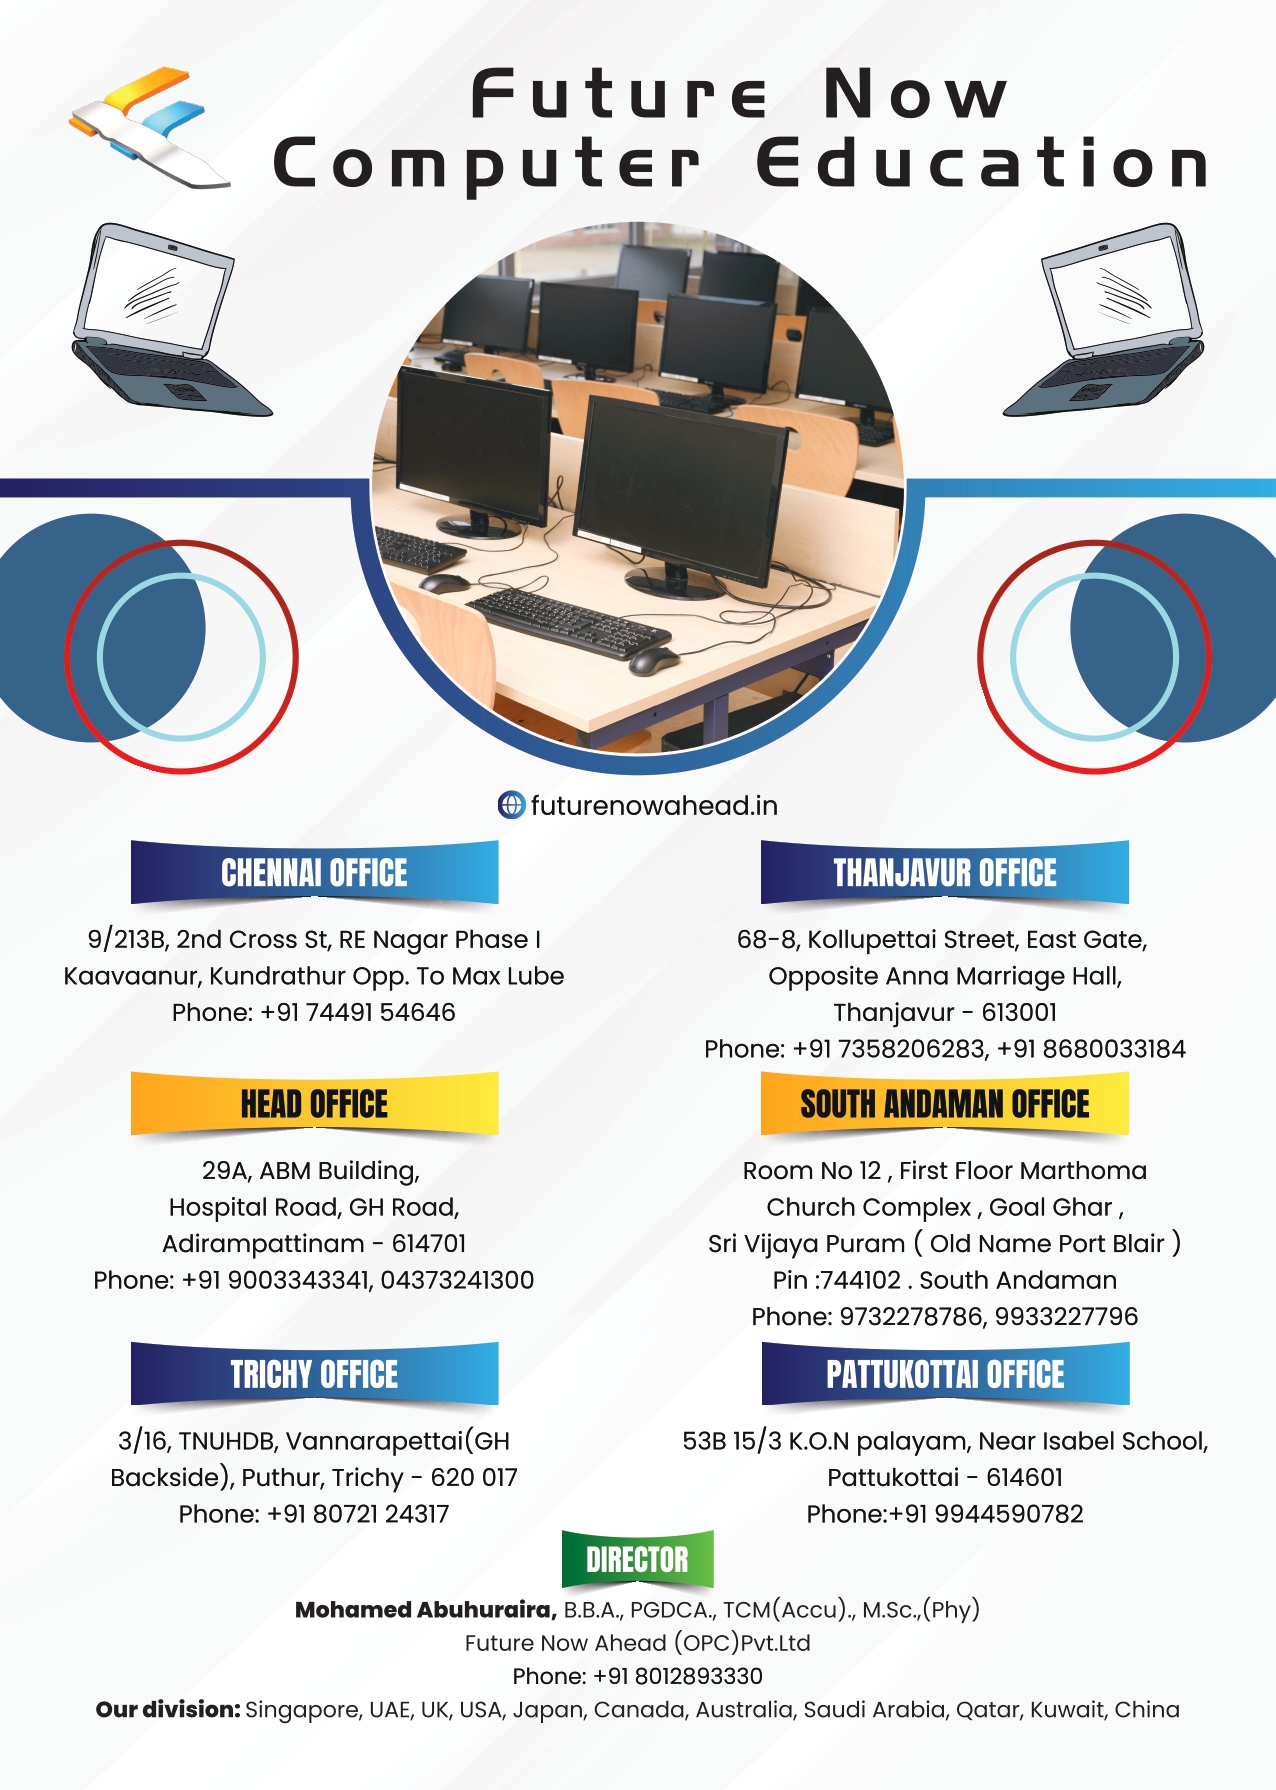 Future Now
Computer Education
futurenowahead.in
CHENNAI OFFICE
9/213B, 2nd Cross St, RE Nagar Phase I
Kaavaanur, Kundrathur Opp. To Max Lube
Phone: +91 74491 54646
THANJAVUR OFFICE
68-8, Kollupettai Street, East Gate,
Opposite Anna Marriage Hall,
Thanjavur - 613001
Phone: +91 7358206283, +91 8680033184
HEAD OFFICE
29A, ABM Building,
Hospital Road, GH Road,
Adirampattinam - 614701
Phone: +91 9003343341, 04373241300
SOUTH ANDAMAN OFFICE
Room No 12 , First Floor Marthoma
Church Complex , Goal Ghar ,
Sri Vijaya Puram ( Old Name Port Blair )
Pin :744102 . South Andaman
Phone: 9732278786, 9933227796
TRICHY OFFICE
3/16, TNUHDB, Vannarapettai(GH
Backside), Puthur, Trichy - 620 017
Phone: +91 80721 24317
PATTUKOTTAI OFFICE
53B 15/3 K.O.N palayam, Near Isabel School,
Pattukottai - 614601
Phone:+91 9944590782
DIRECTOR
Mohamed Abuhuraira, B.B.A., PGDCA., TCM(Accu)., M.Sc.,(Phy)
Future Now Ahead (OPC)Pvt.Ltd
Phone: +91 8012893330
Our division: Singapore, UAE, UK, USA, Japan, Canada, Australia, Saudi Arabia, Qatar, Kuwait, China